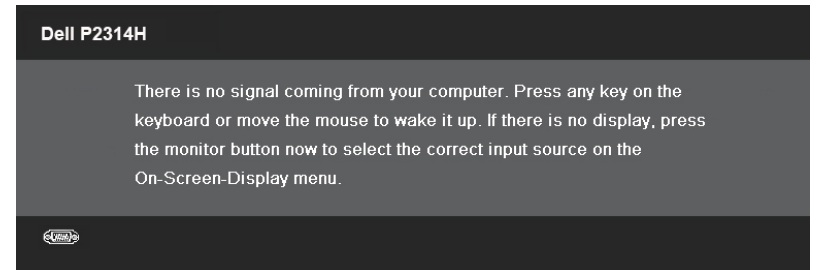 Dell P2314H
There is no signal coming from your computer. Press any key on the
keyboard or move the mouse to wake it up. If there is no display, press
the monitor button now to select the correct input source on the
On-Screen-Display menu.